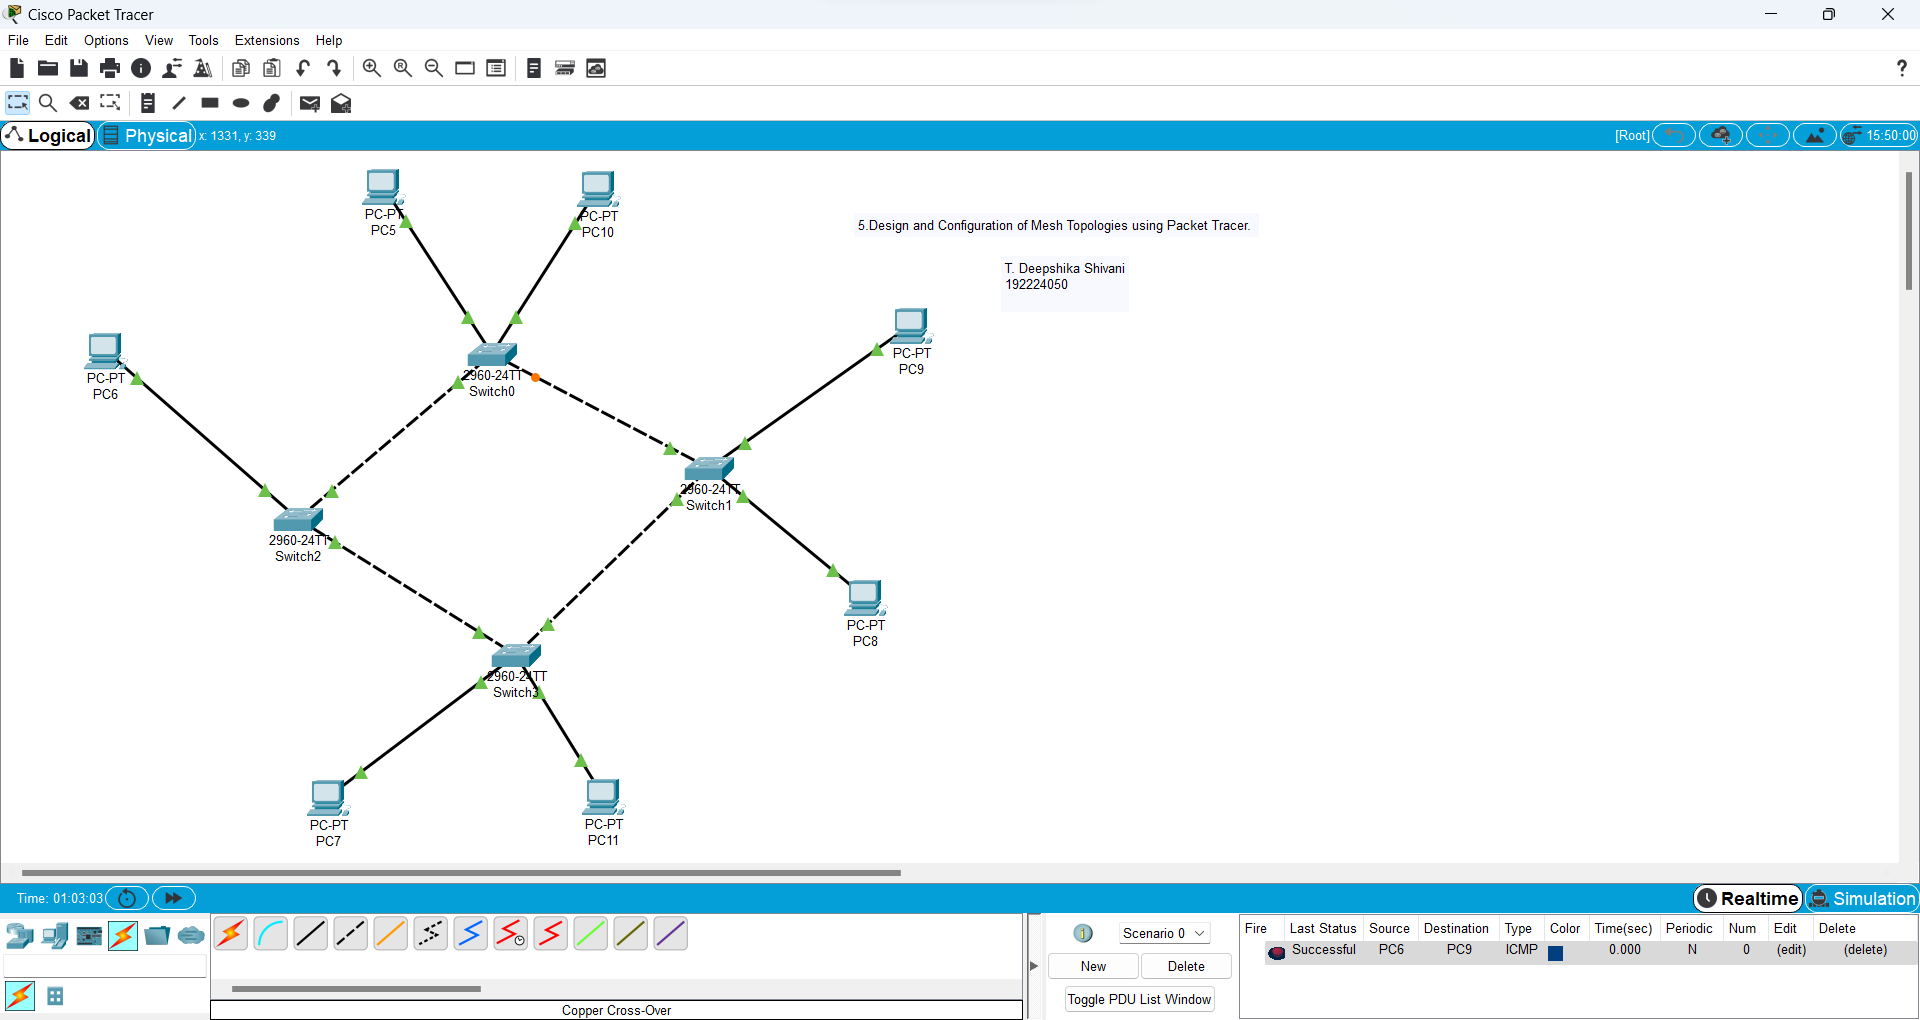 Cisco Packet Tracer
File Edit Options View Tools Extensions Help
Logical Physical x: 1331, y: 339 [Root] 15:50:00
PC-PT
PC5
PC-PT
PC10
5.Design and Configuration of Mesh Topologies using Packet Tracer.
T. Deepshika Shivani
192224050
PC-PT
PC9
PC-PT
PC6
2960-24TT
Switch0
2960-24TT
Switch1
2960-24TT
Switch2
PC-PT
PC8
2960-24TT
Switch3
PC-PT
PC7
PC-PT
PC11
Time: 01:03:03 Realtime Simulation
Scenario 0
New Delete
Toggle PDU List Window
Fire Last Status Source Destination Type Color Time(sec) Periodic Num Edit Delete
Successful PC6 PC9 ICMP 0.000 N 0 (edit) (delete)
Copper Cross-Over